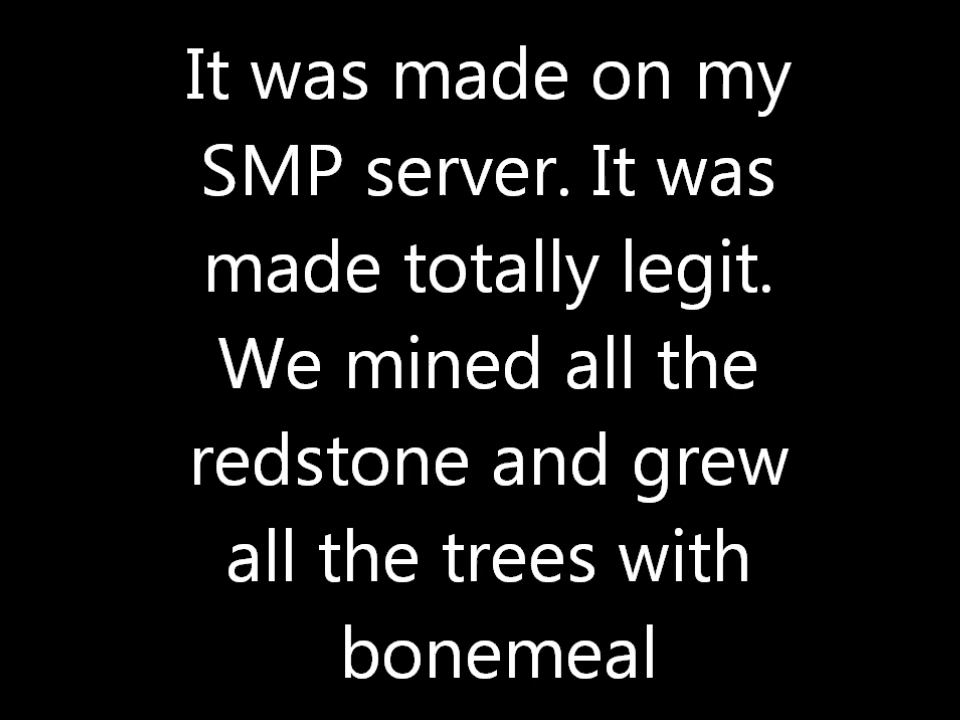 It was made on my
SMP server. It was
made totally legit.
We mined all the
redstone and grew
all the trees with
bonemeal